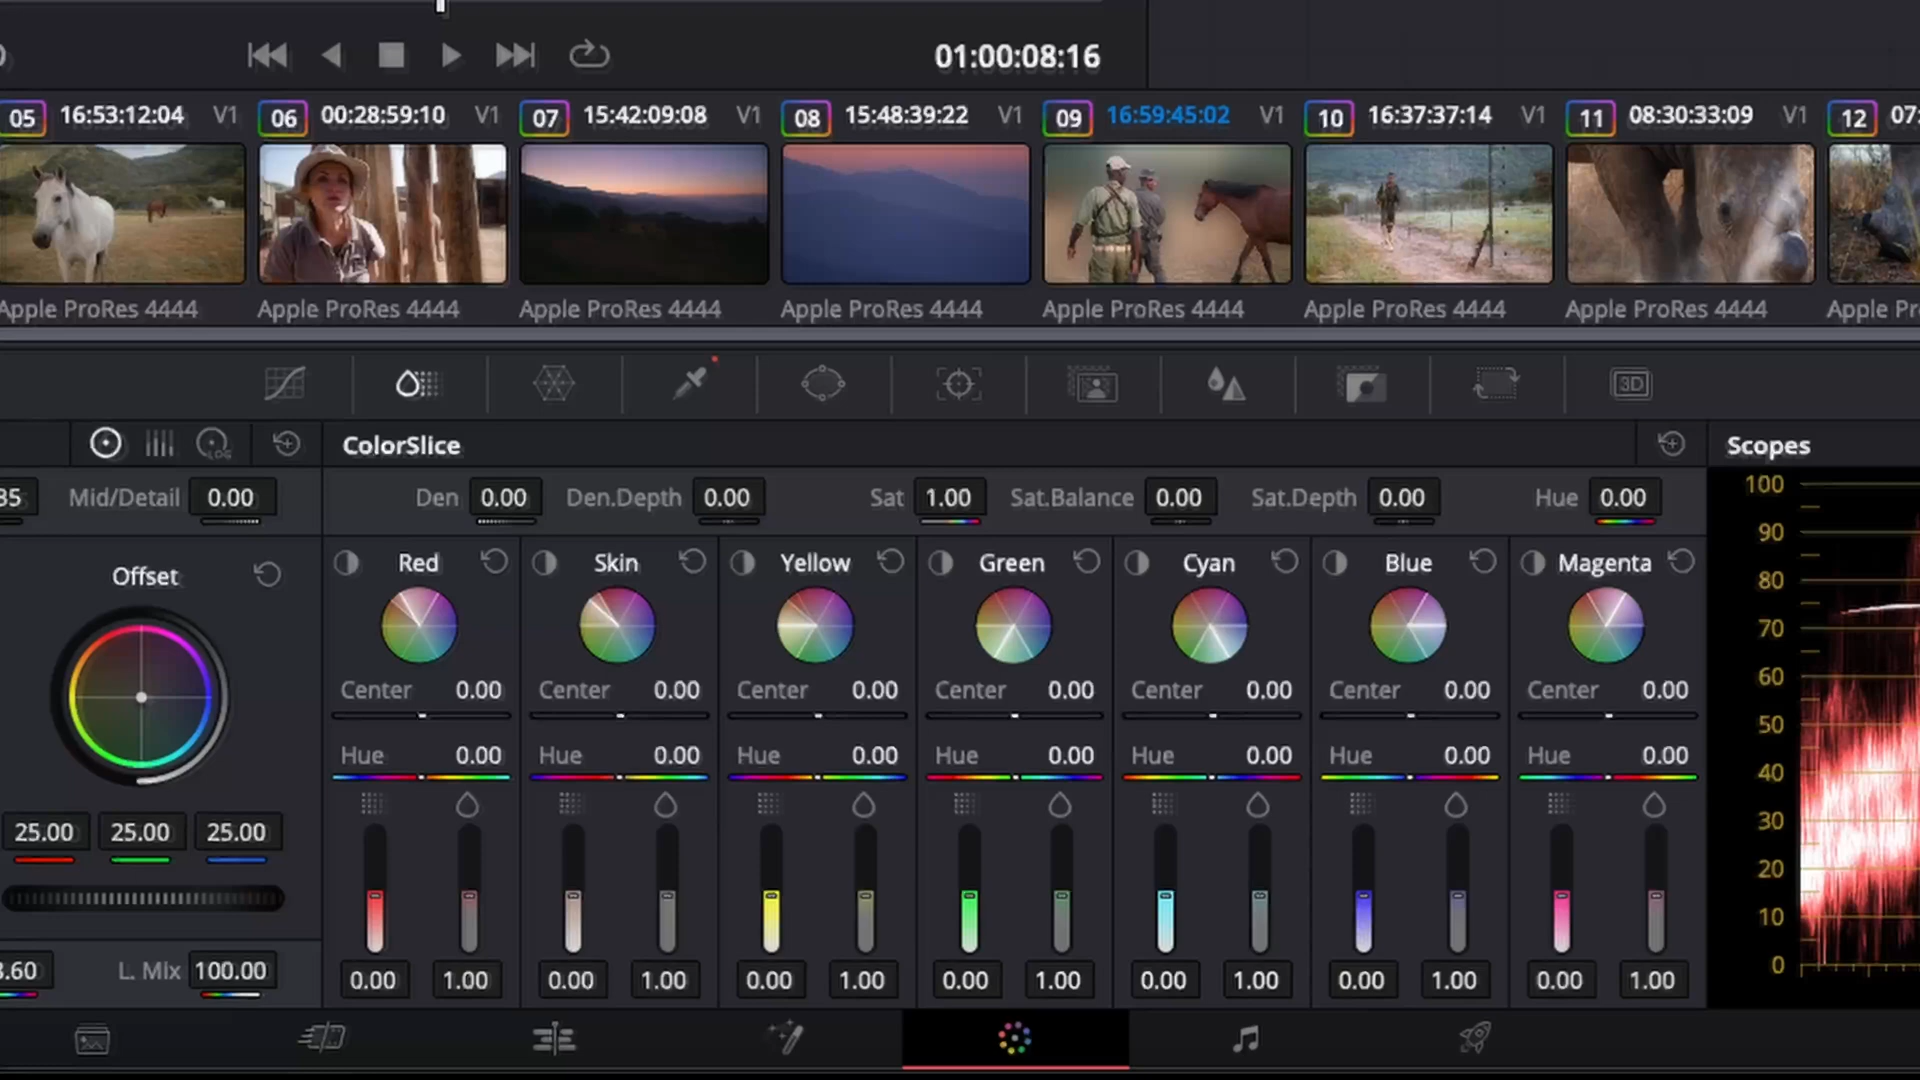 01:00:08:16
05 16:53:12:04 V1 06 00:28:59:10 V1 07 15:42:09:08 V1 08 15:48:39:22 V1 09 16:59:45:02 V1 10 16:37:37:14 V1 11 08:30:33:09 V1 12 07:
Apple ProRes 4444 Apple ProRes 4444 Apple ProRes 4444 Apple ProRes 4444 Apple ProRes 4444 Apple ProRes 4444 Apple ProRes 4444 Apple Pr
3D
LOG ColorSlice Scopes
35 Mid/Detail 0.00 Den 0.00 Den.Depth 0.00 Sat 1.00 Sat.Balance 0.00 Sat.Depth 0.00 Hue 0.00
Offset
Red Skin Yellow Green Cyan Blue Magenta
Center 0.00 Center 0.00 Center 0.00 Center 0.00 Center 0.00 Center 0.00 Center 0.00
Hue 0.00 Hue 0.00 Hue 0.00 Hue 0.00 Hue 0.00 Hue 0.00 Hue 0.00
25.00 25.00 25.00
.60 L. Mix 100.00
0.00 1.00 0.00 1.00 0.00 1.00 0.00 1.00 0.00 1.00 0.00 1.00 0.00 1.00
100
90
80
70
60
50
40
30
20
10
0